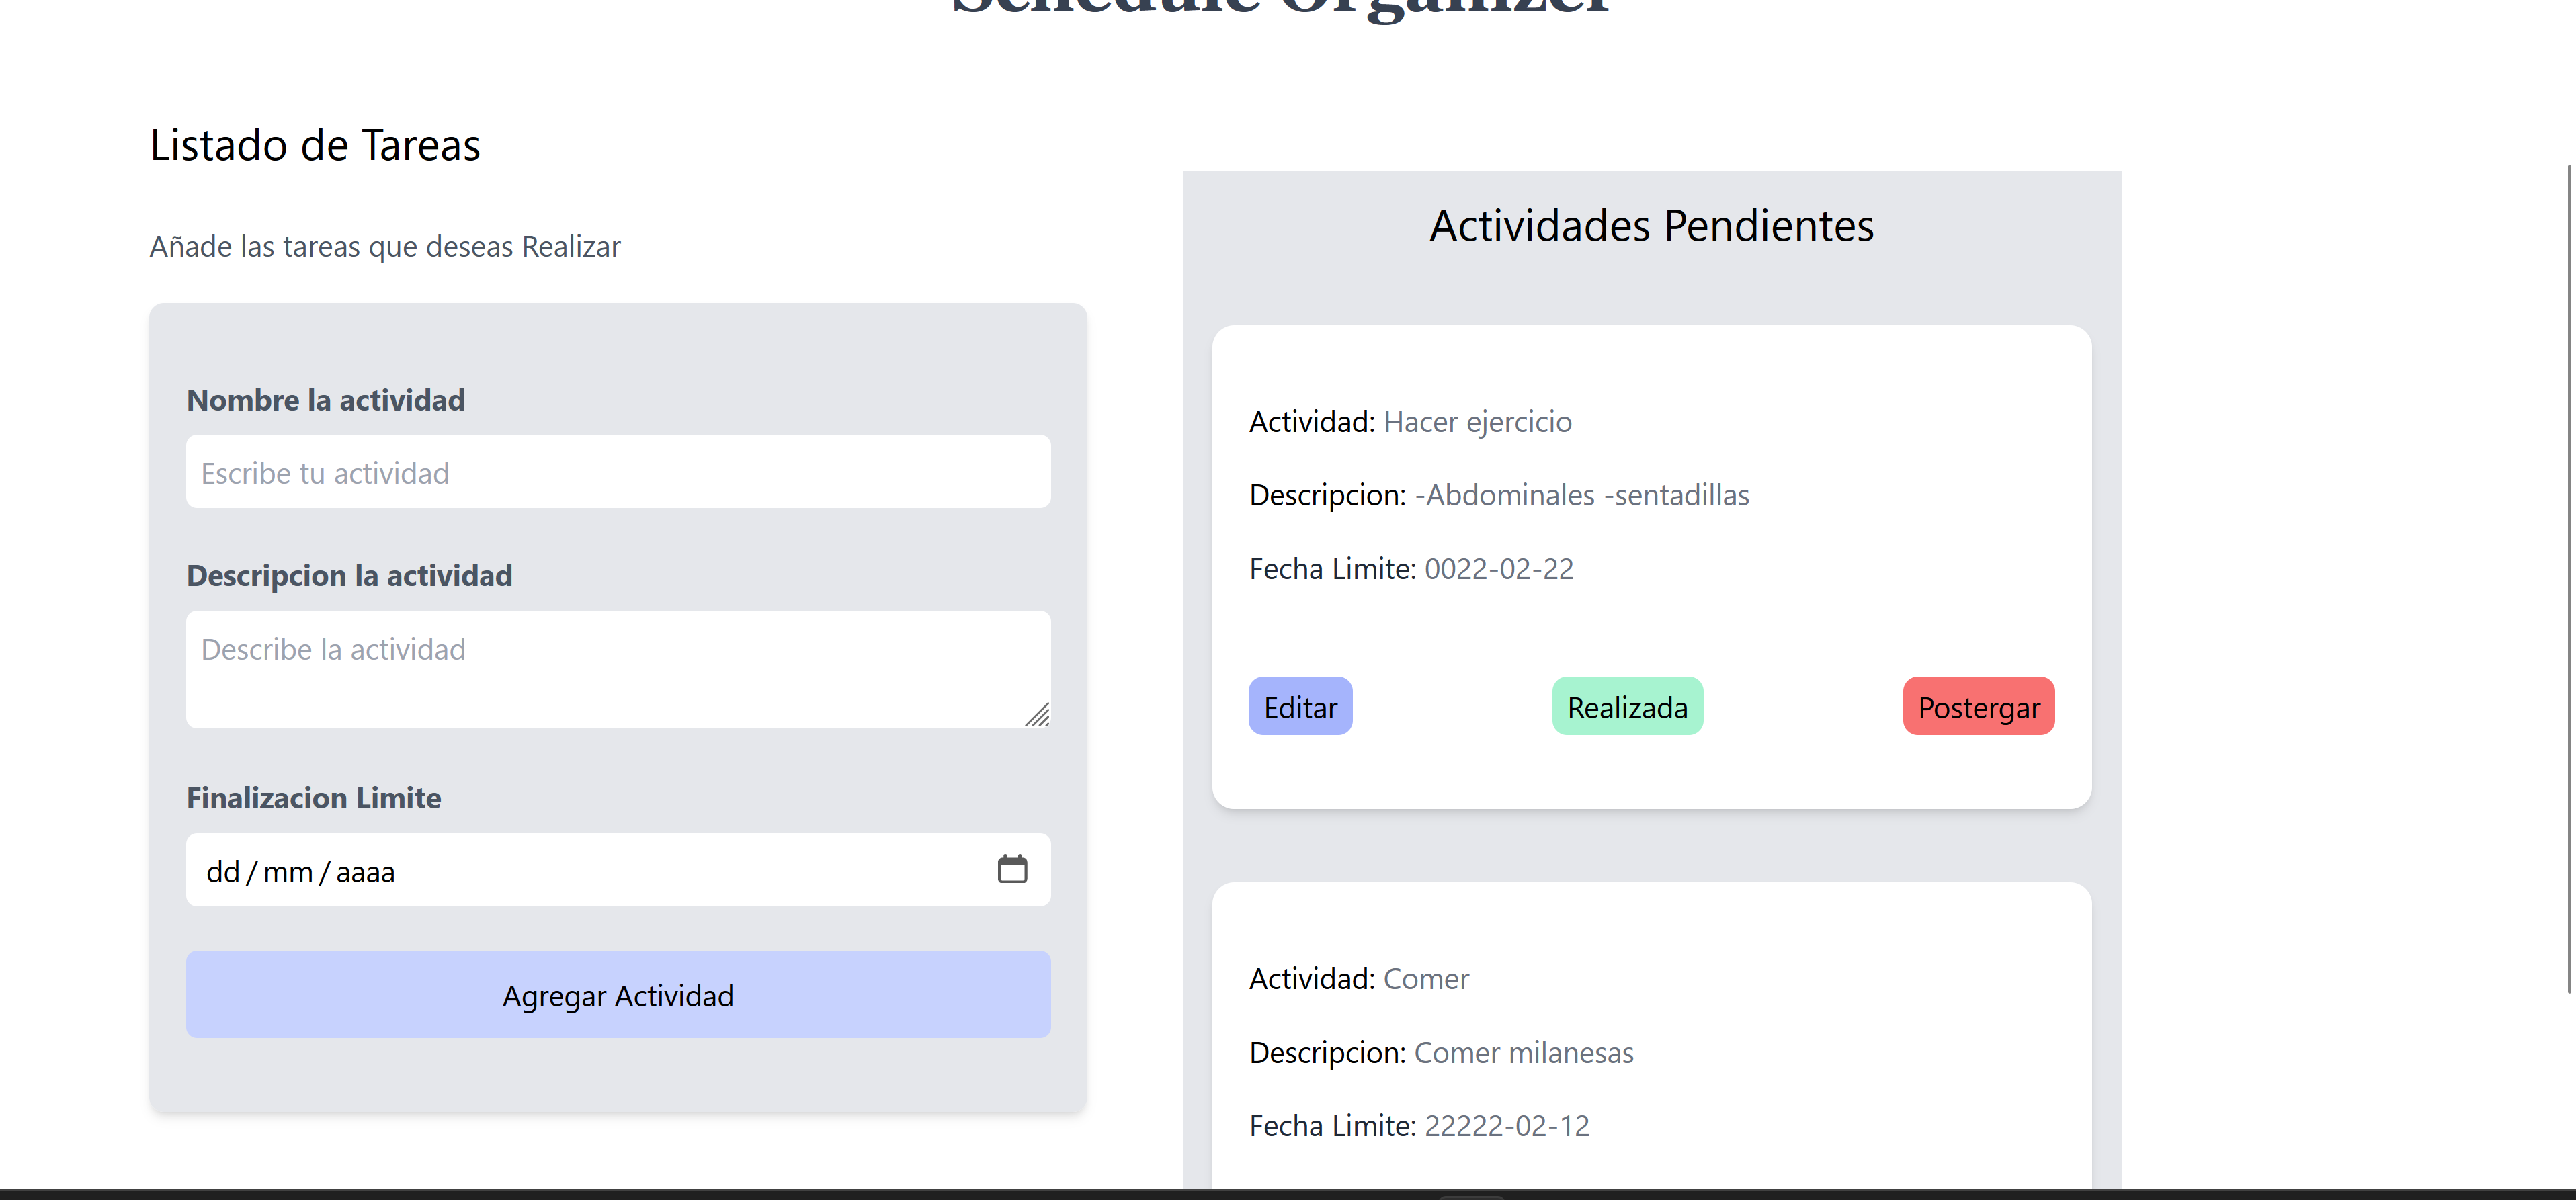 Schedule Organizer
Listado de Tareas
Añade las tareas que deseas Realizar
Nombre la actividad
Escribe tu actividad
Descripcion la actividad
Describe la actividad
Finalizacion Limite
dd/mm/aaaa
Agregar Actividad
Actividades Pendientes
Actividad: Hacer ejercicio
Descripcion: -Abdominales -sentadillas
Fecha Limite: 0022-02-22
Editar
Realizada
Postergar
Actividad: Comer
Descripcion: Comer milanesas
Fecha Limite: 22222-02-12